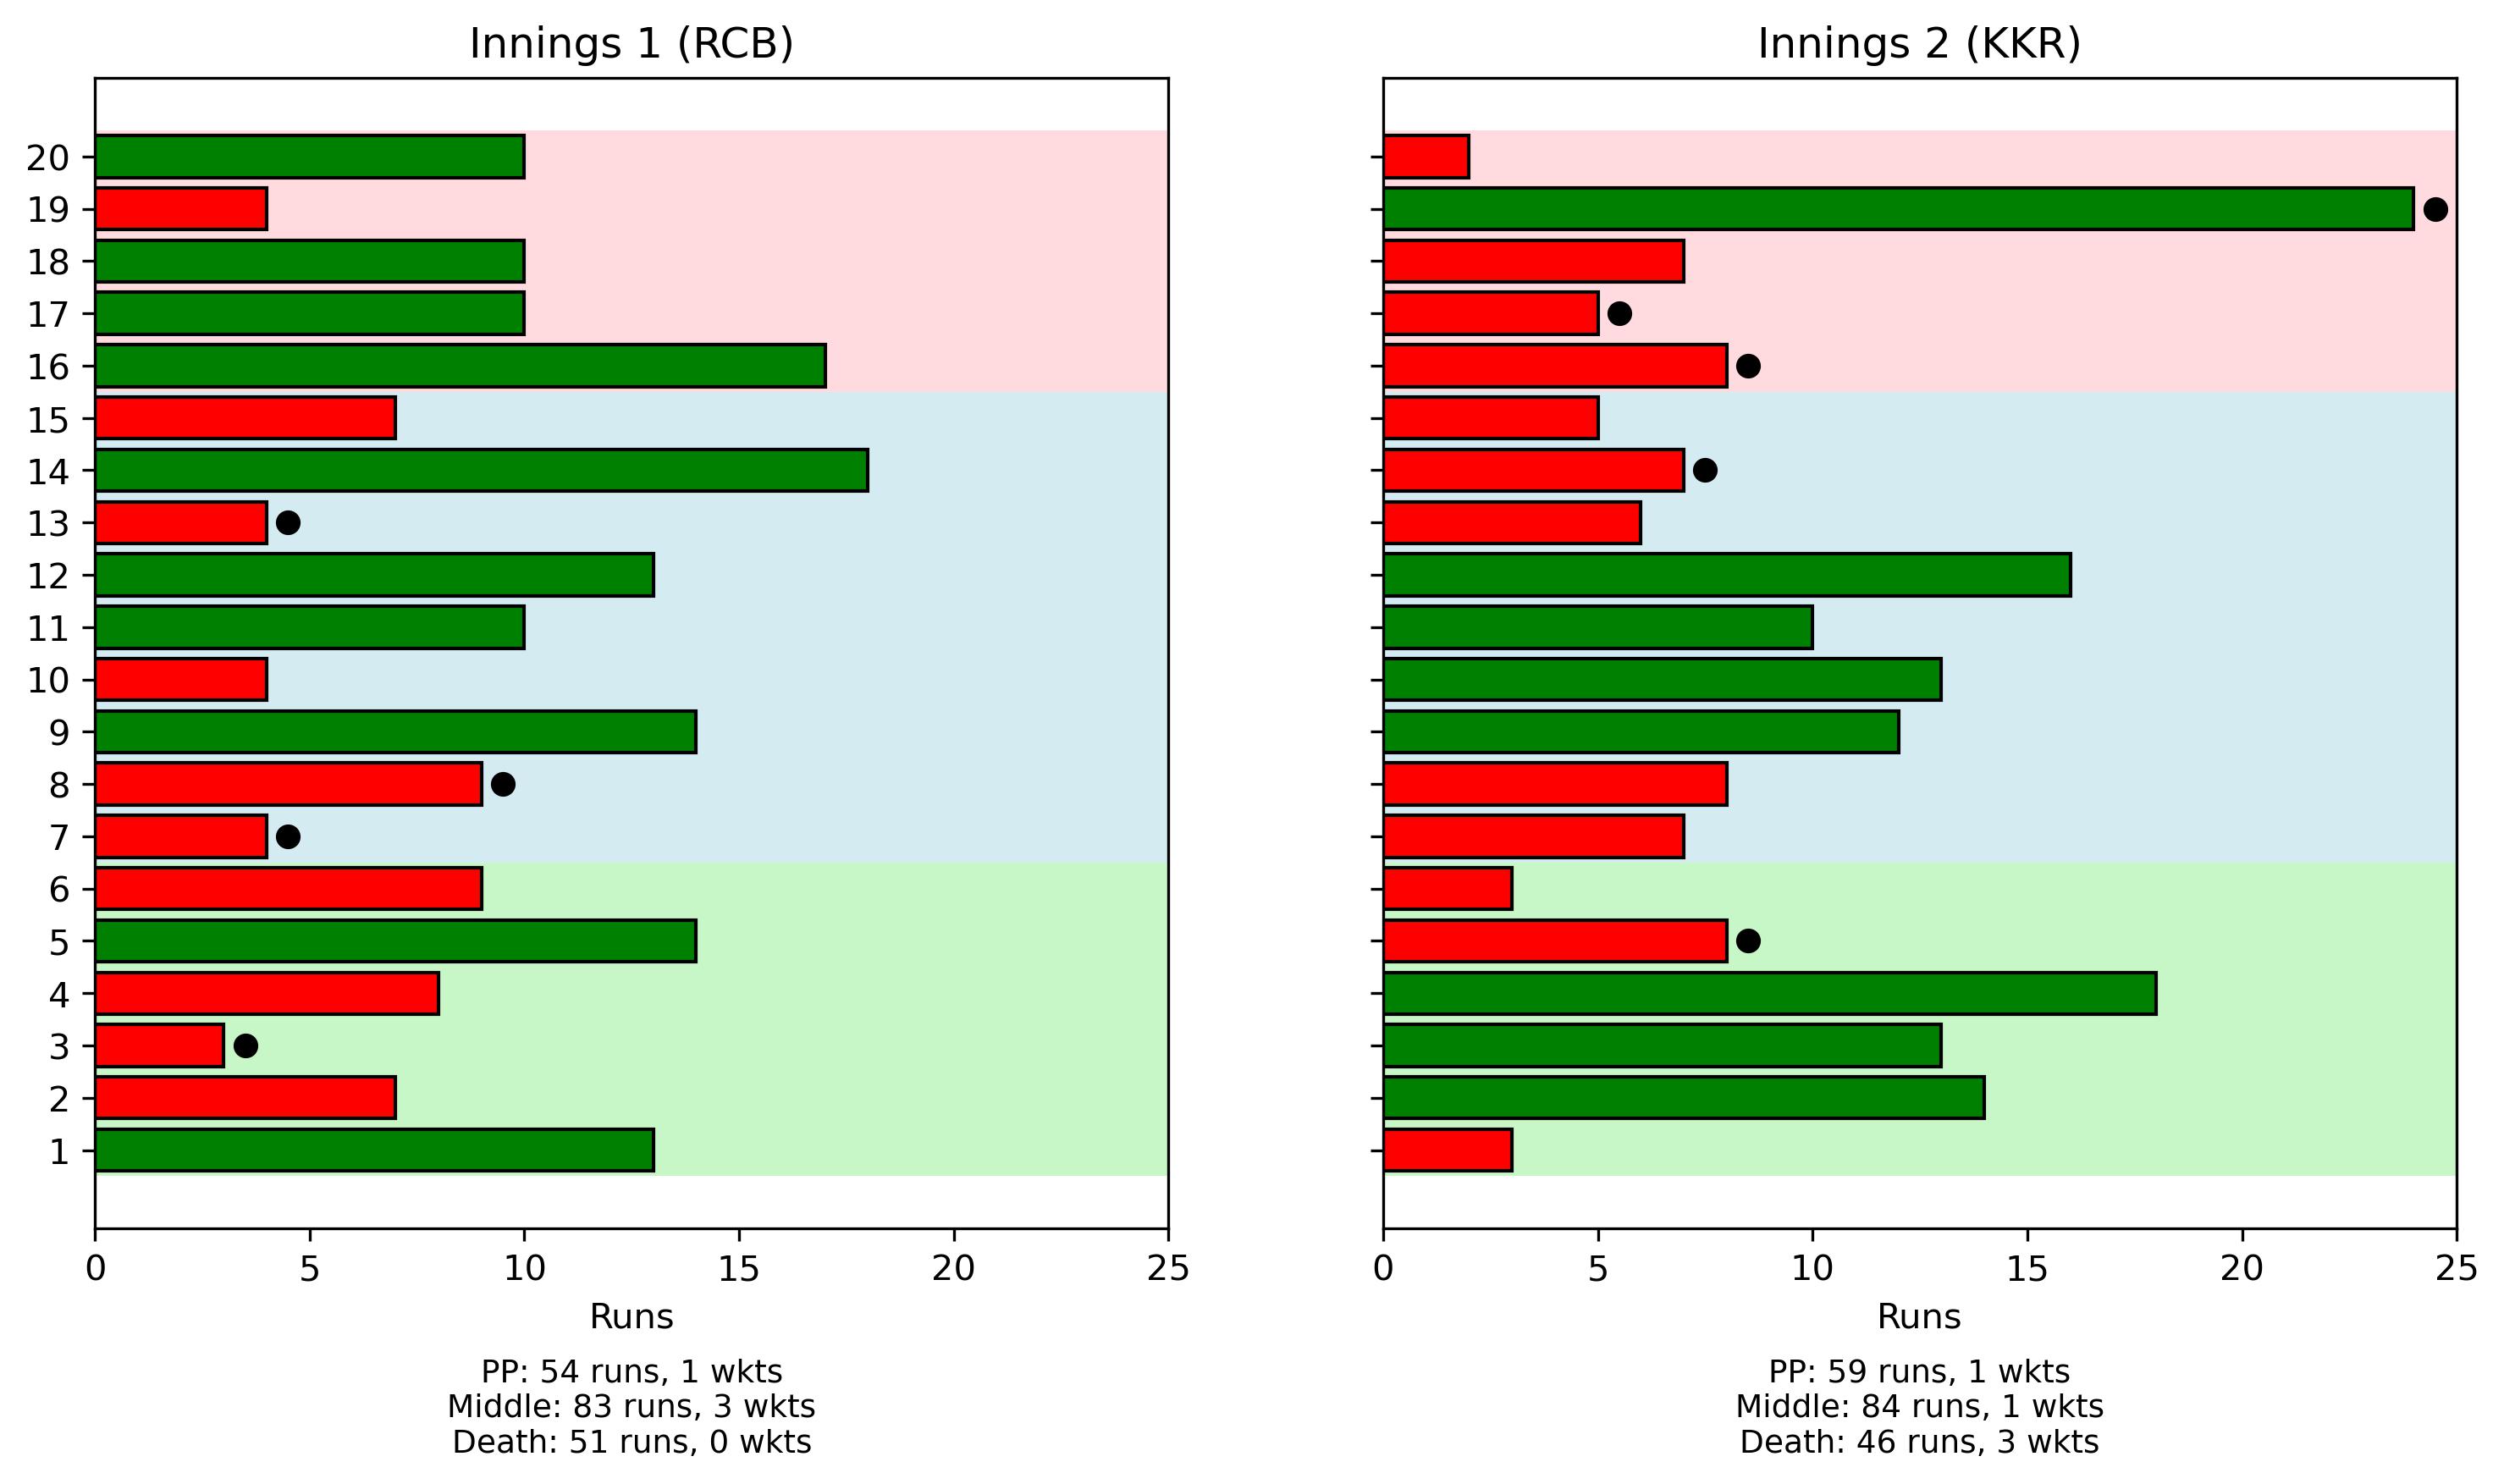 Innings 1 (RCB)
20
19
18
17
16
15
14
13
12
11
10
9
8
7
6
5
4
3
2
1
0 5 10 15 20 25
Runs
PP: 54 runs, 1 wkts
Middle: 83 runs, 3 wkts
Death: 51 runs, 0 wkts
Innings 2 (KKR)
0 5 10 15 20 25
Runs
PP: 59 runs, 1 wkts
Middle: 84 runs, 1 wkts
Death: 46 runs, 3 wkts